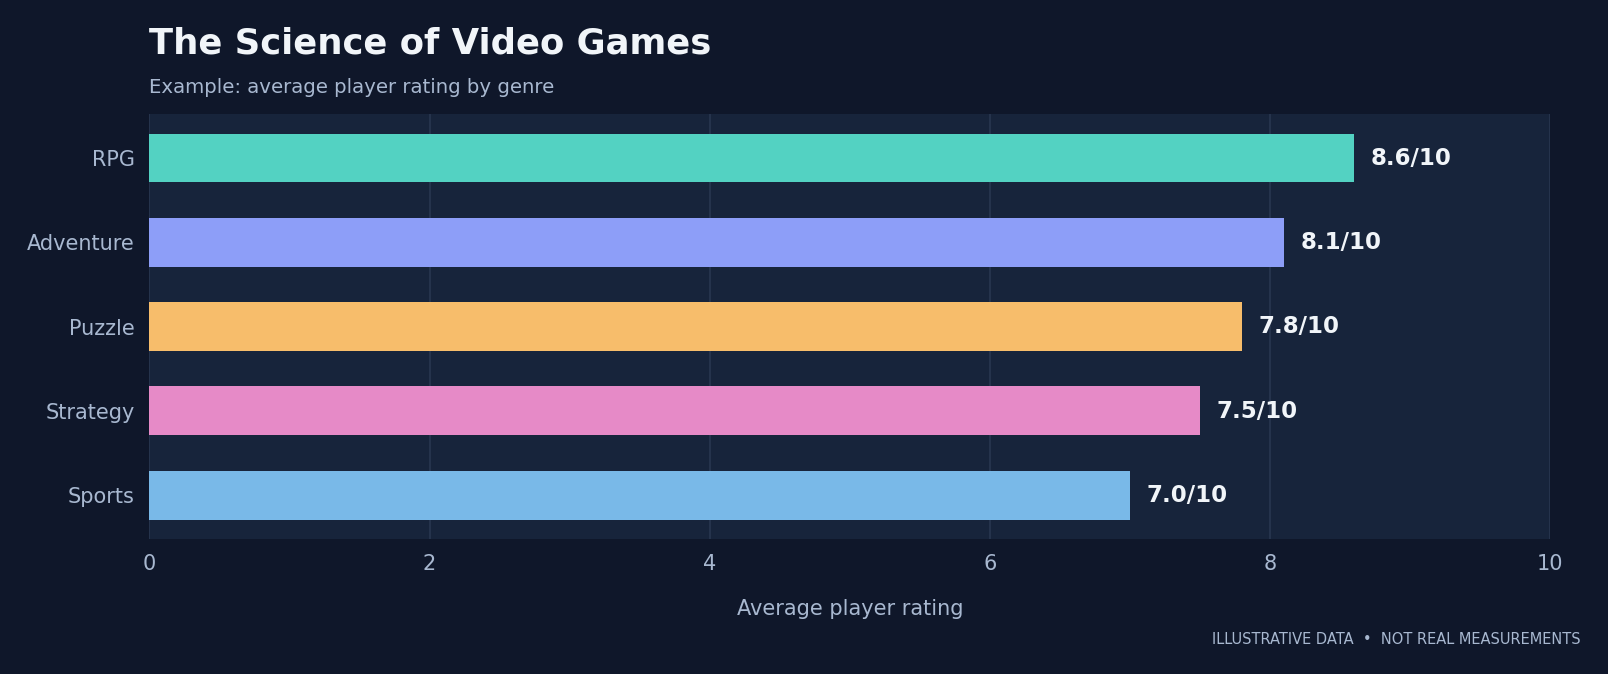 The Science of Video Games
Example: average player rating by genre
RPG 8.6/10
Adventure 8.1/10
Puzzle 7.8/10
Strategy 7.5/10
Sports 7.0/10
0 2 4 6 8 10
Average player rating
ILLUSTRATIVE DATA • NOT REAL MEASUREMENTS